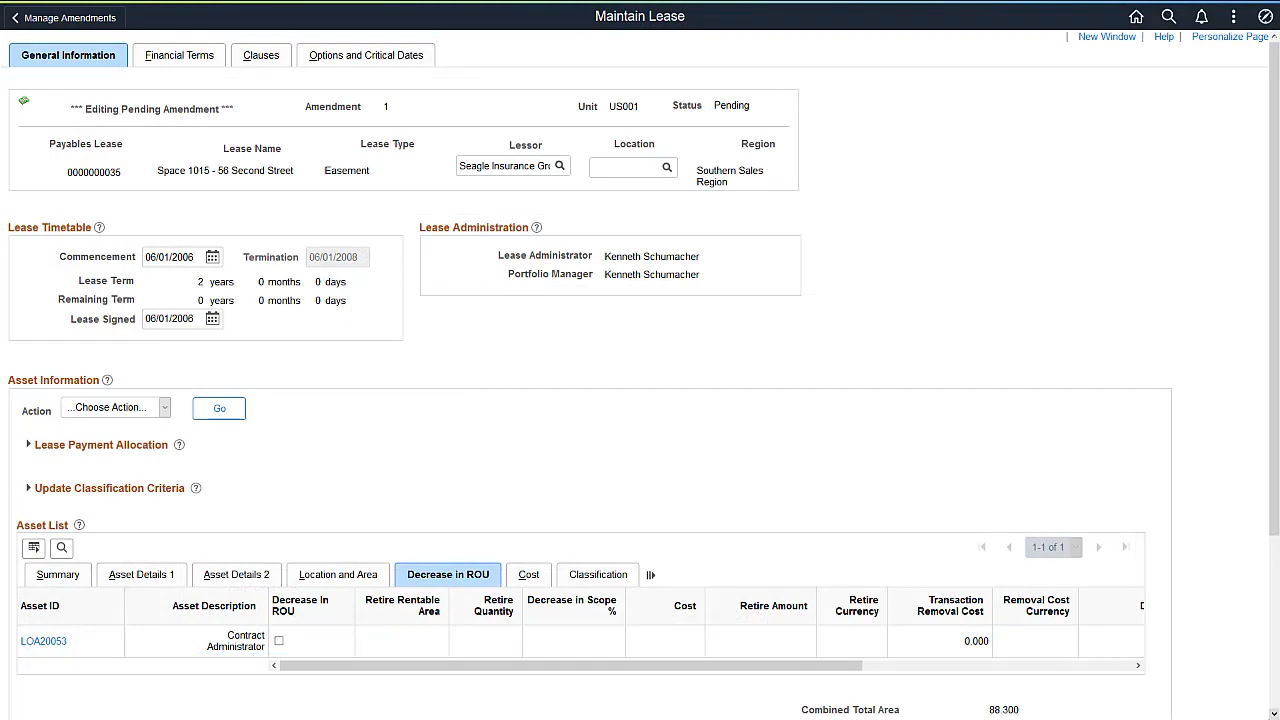 Manage Amendments
Maintain Lease
New Window | Help | Personalize Page
General Information
Financial Terms
Clauses
Options and Critical Dates
*** Editing Pending Amendment ***
Amendment 1
Unit US001
Status Pending
Payables Lease
Lease Name
Lease Type
Lessor
Location
Region
0000000035
Space 1015 - 56 Second Street
Easement
Seagle Insurance Gr
Southern Sales
Region
Lease Timetable
Lease Administration
Commencement 06/01/2006
Termination 06/01/2008
Lease Term 2 years 0 months 0 days
Remaining Term 0 years 0 months 0 days
Lease Signed 06/01/2006
Lease Administrator Kenneth Schumacher
Portfolio Manager Kenneth Schumacher
Asset Information
Action ...Choose Action... Go
Lease Payment Allocation
Update Classification Criteria
Asset List
1-1 of 1
Summary
Asset Details 1
Asset Details 2
Location and Area
Decrease in ROU
Cost
Classification
Asset ID
Asset Description
Decrease In
ROU
Retire Rentable
Area
Retire
Quantity
Decrease in Scope
%
Cost
Retire Amount
Retire
Currency
Transaction
Removal Cost
Removal Cost
Currency
LOA20053
Contract
Administrator
0.000
Combined Total Area 88.300